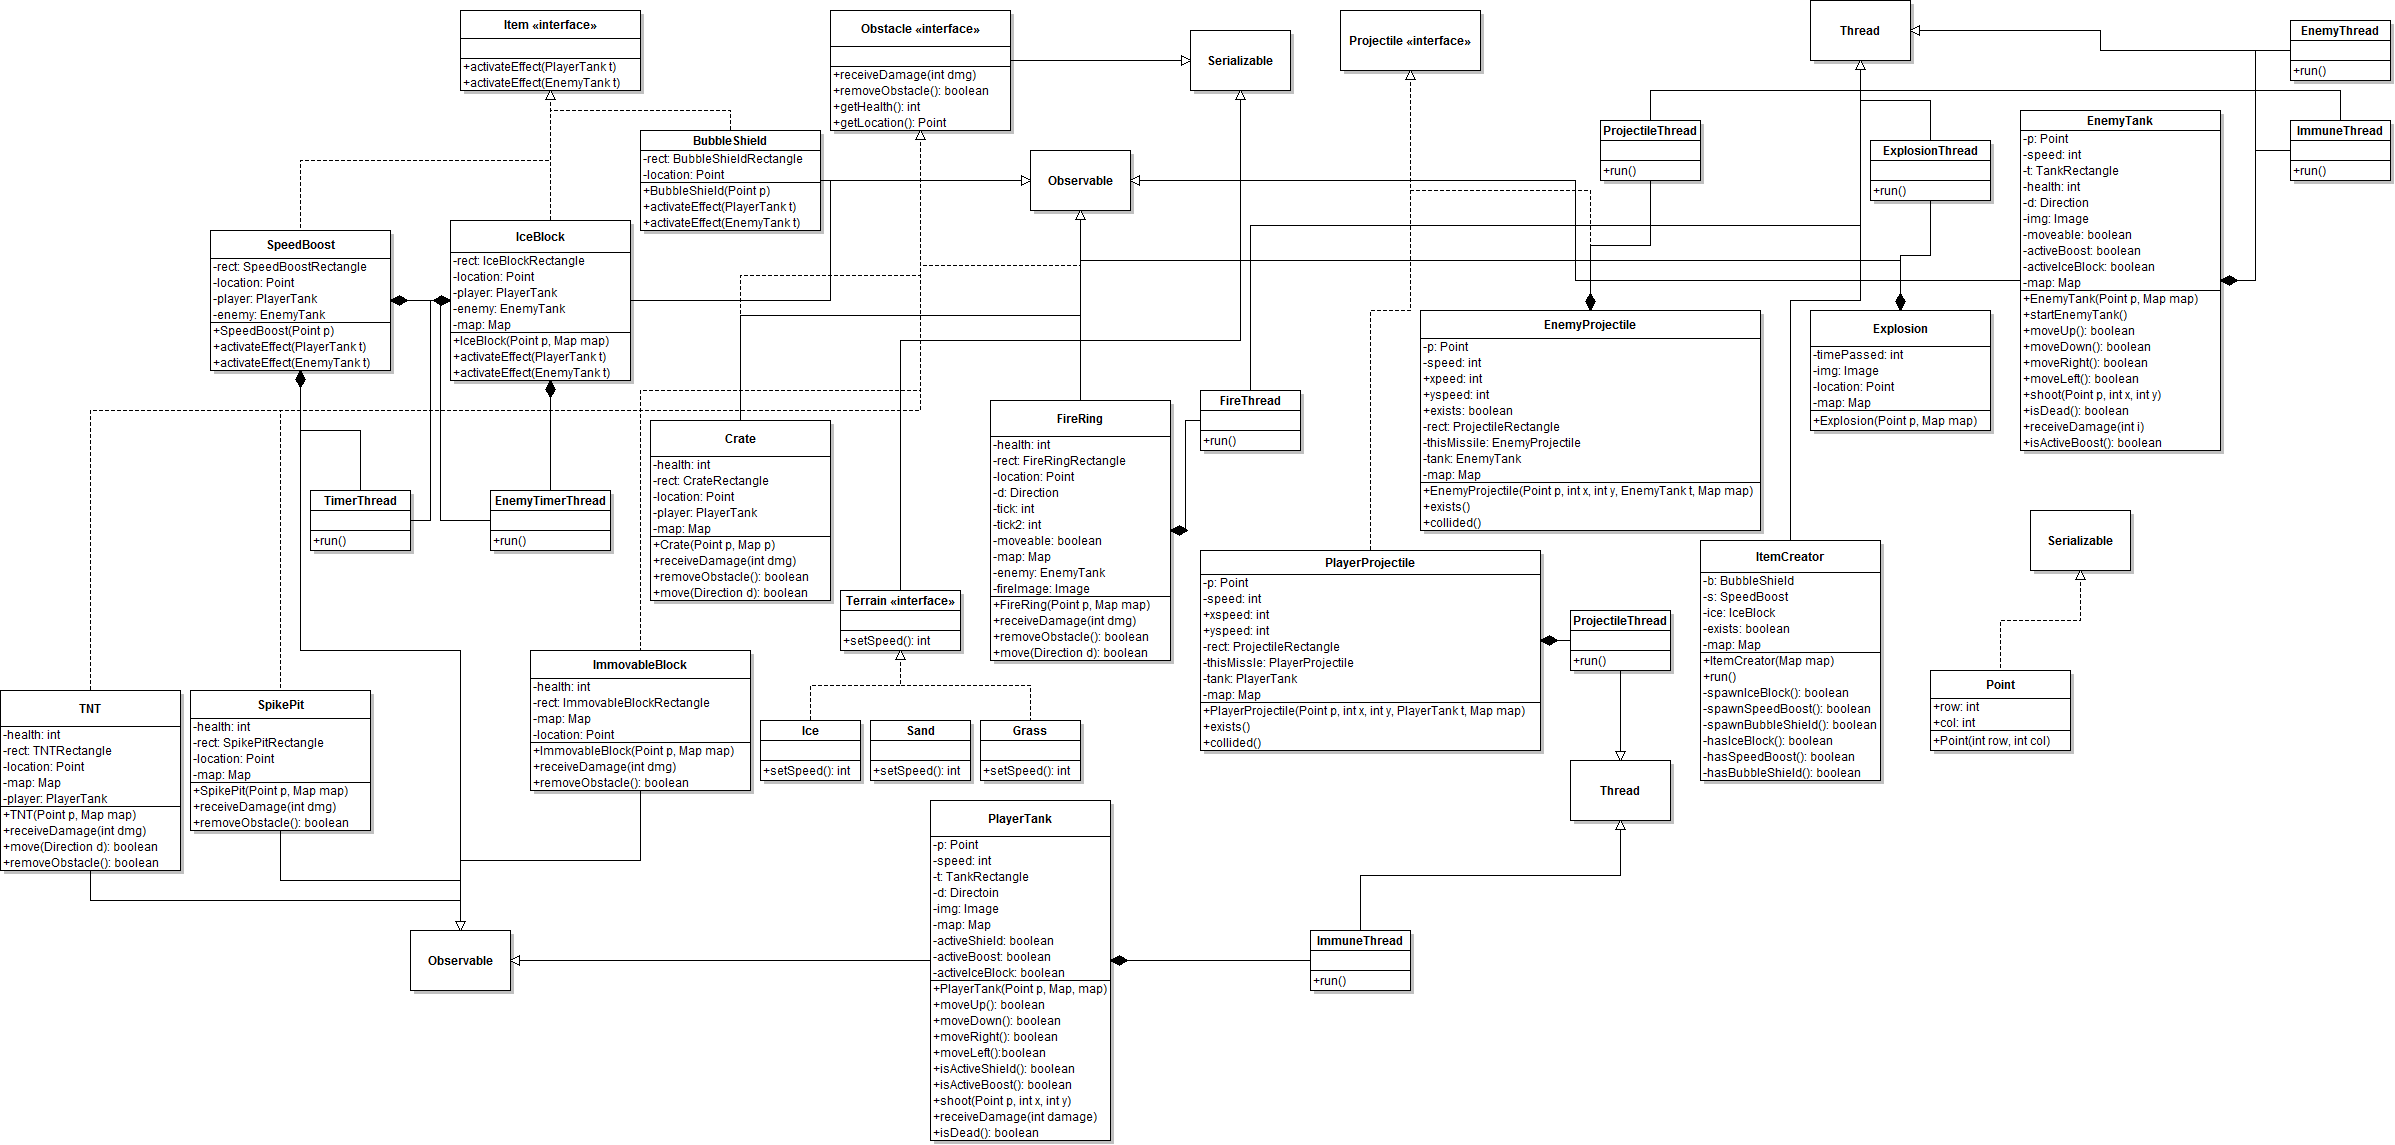 Item «interface»
+activateEffect(PlayerTank t)
+activateEffect(EnemyTank t)
Obstacle «interface»
+receiveDamage(int dmg)
+removeObstacle(): boolean
+getHealth(): int
+getLocation(): Point
Serializable
Projectile «interface»
Thread
EnemyThread
+run()
BubbleShield
-rect: BubbleShieldRectangle
-location: Point
+BubbleShield(Point p)
+activateEffect(PlayerTank t)
+activateEffect(EnemyTank t)
Observable
ProjectileThread
+run()
ExplosionThread
+run()
EnemyTank
-p: Point
-speed: int
-t: TankRectangle
-health: int
-d: Direction
-img: Image
-moveable: boolean
-activeBoost: boolean
-activeIceBlock: boolean
-map: Map
+EnemyTank(Point p, Map map)
+startEnemyTank()
+moveUp(): boolean
+moveDown(): boolean
+moveRight(): boolean
+moveLeft(): boolean
+shoot(Point p, int x, int y)
+isDead(): boolean
+receiveDamage(int i)
+isActiveBoost(): boolean
ImmuneThread
+run()
SpeedBoost
-rect: SpeedBoostRectangle
-location: Point
-player: PlayerTank
-enemy: EnemyTank
+SpeedBoost(Point p)
+activateEffect(PlayerTank t)
+activateEffect(EnemyTank t)
IceBlock
-rect: IceBlockRectangle
-location: Point
-player: PlayerTank
-enemy: EnemyTank
-map: Map
+IceBlock(Point p, Map map)
+activateEffect(PlayerTank t)
+activateEffect(EnemyTank t)
EnemyProjectile
-p: Point
-speed: int
+xpeed: int
+yspeed: int
+exists: boolean
-rect: ProjectileRectangle
-thisMissile: EnemyProjectile
-tank: EnemyTank
-map: Map
+EnemyProjectile(Point p, int x, int y, EnemyTank t, Map map)
+exists()
+collided()
Explosion
-timePassed: int
-img: Image
-location: Point
-map: Map
+Explosion(Point p, Map map)
TimerThread
+run()
EnemyTimerThread
+run()
Crate
-health: int
-rect: CrateRectangle
-location: Point
-player: PlayerTank
-map: Map
+Crate(Point p, Map p)
+receiveDamage(int dmg)
+removeObstacle(): boolean
+move(Direction d): boolean
FireRing
-health: int
-rect: FireRingRectangle
-location: Point
-d: Direction
-tick: int
-tick2: int
-moveable: boolean
-map: Map
-enemy: EnemyTank
-fireImage: Image
+FireRing(Point p, Map map)
+receiveDamage(int dmg)
+removeObstacle(): boolean
+move(Direction d): boolean
FireThread
+run()
Terrain «interface»
+setSpeed(): int
PlayerProjectile
-p: Point
-speed: int
+xspeed: int
+yspeed: int
-rect: ProjectileRectangle
-thisMissle: PlayerProjectile
-tank: PlayerTank
-map: Map
+PlayerProjectile(Point p, int x, int y, PlayerTank t, Map map)
+exists()
+collided()
ProjectileThread
+run()
ItemCreator
-b: BubbleShield
-s: SpeedBoost
-ice: IceBlock
-exists: boolean
-map: Map
+ItemCreator(Map map)
+run()
-spawnIceBlock(): boolean
-spawnSpeedBoost(): boolean
-spawnBubbleShield(): boolean
-hasIceBlock(): boolean
-hasSpeedBoost(): boolean
-hasBubbleShield(): boolean
Serializable
Point
+row: int
+col: int
+Point(int row, int col)
TNT
-health: int
-rect: TNTRectangle
-location: Point
-map: Map
-player: PlayerTank
+TNT(Point p, Map map)
+receiveDamage(int dmg)
+move(Direction d): boolean
+removeObstacle(): boolean
SpikePit
-health: int
-rect: SpikePitRectangle
-location: Point
-map: Map
+SpikePit(Point p, Map map)
+receiveDamage(int dmg)
+removeObstacle(): boolean
ImmovableBlock
-health: int
-rect: ImmovableBlockRectangle
-map: Map
-location: Point
+ImmovableBlock(Point p, Map map)
+receiveDamage(int dmg)
+removeObstacle(): boolean
Ice
+setSpeed(): int
Sand
+setSpeed(): int
Grass
+setSpeed(): int
Thread
PlayerTank
-p: Point
-speed: int
-t: TankRectangle
-d: Directoin
-img: Image
-map: Map
-activeShield: boolean
-activeBoost: boolean
-activeIceBlock: boolean
+PlayerTank(Point p, Map, map)
+moveUp(): boolean
+moveDown(): boolean
+moveRight(): boolean
+moveLeft():boolean
+isActiveShield(): boolean
+isActiveBoost(): boolean
+shoot(Point p, int x, int y)
+receiveDamage(int damage)
+isDead(): boolean
Observable
ImmuneThread
+run()